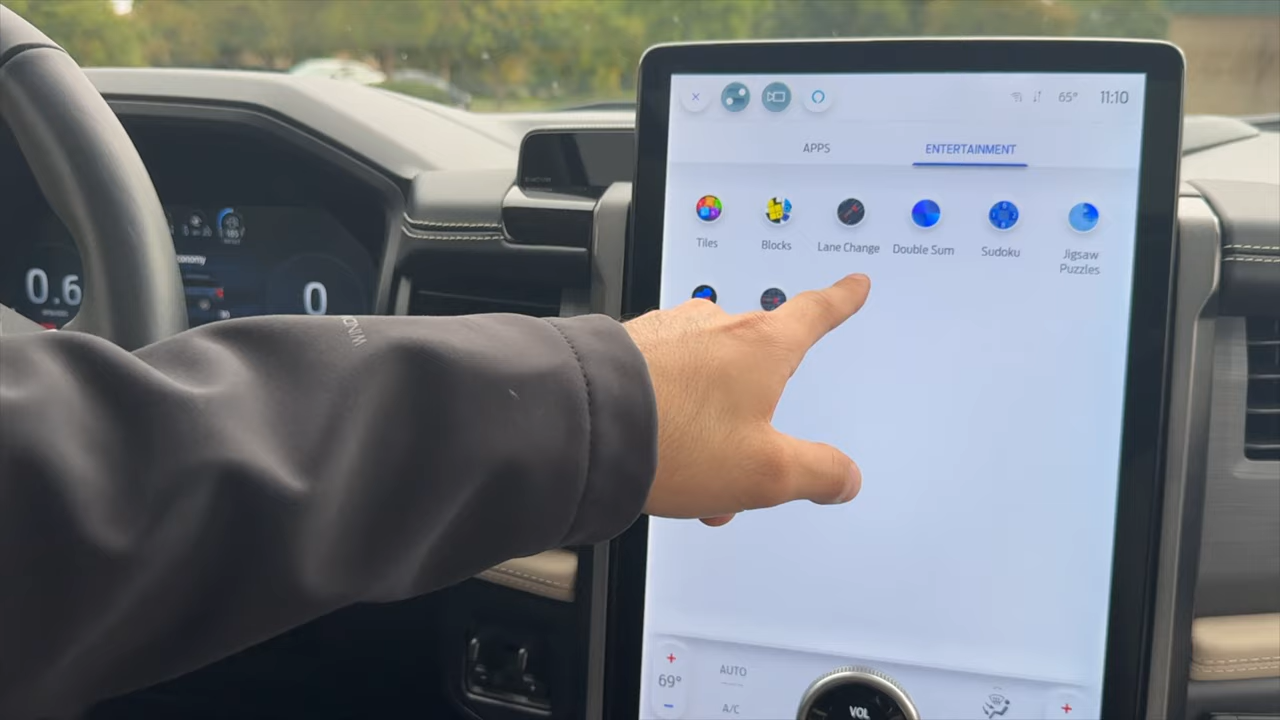 65° 11:10
APPS ENTERTAINMENT
Tiles Blocks Lane Change Double Sum Sudoku Jigsaw
Puzzles
0.6 0
69° AUTO
A/C
VOL